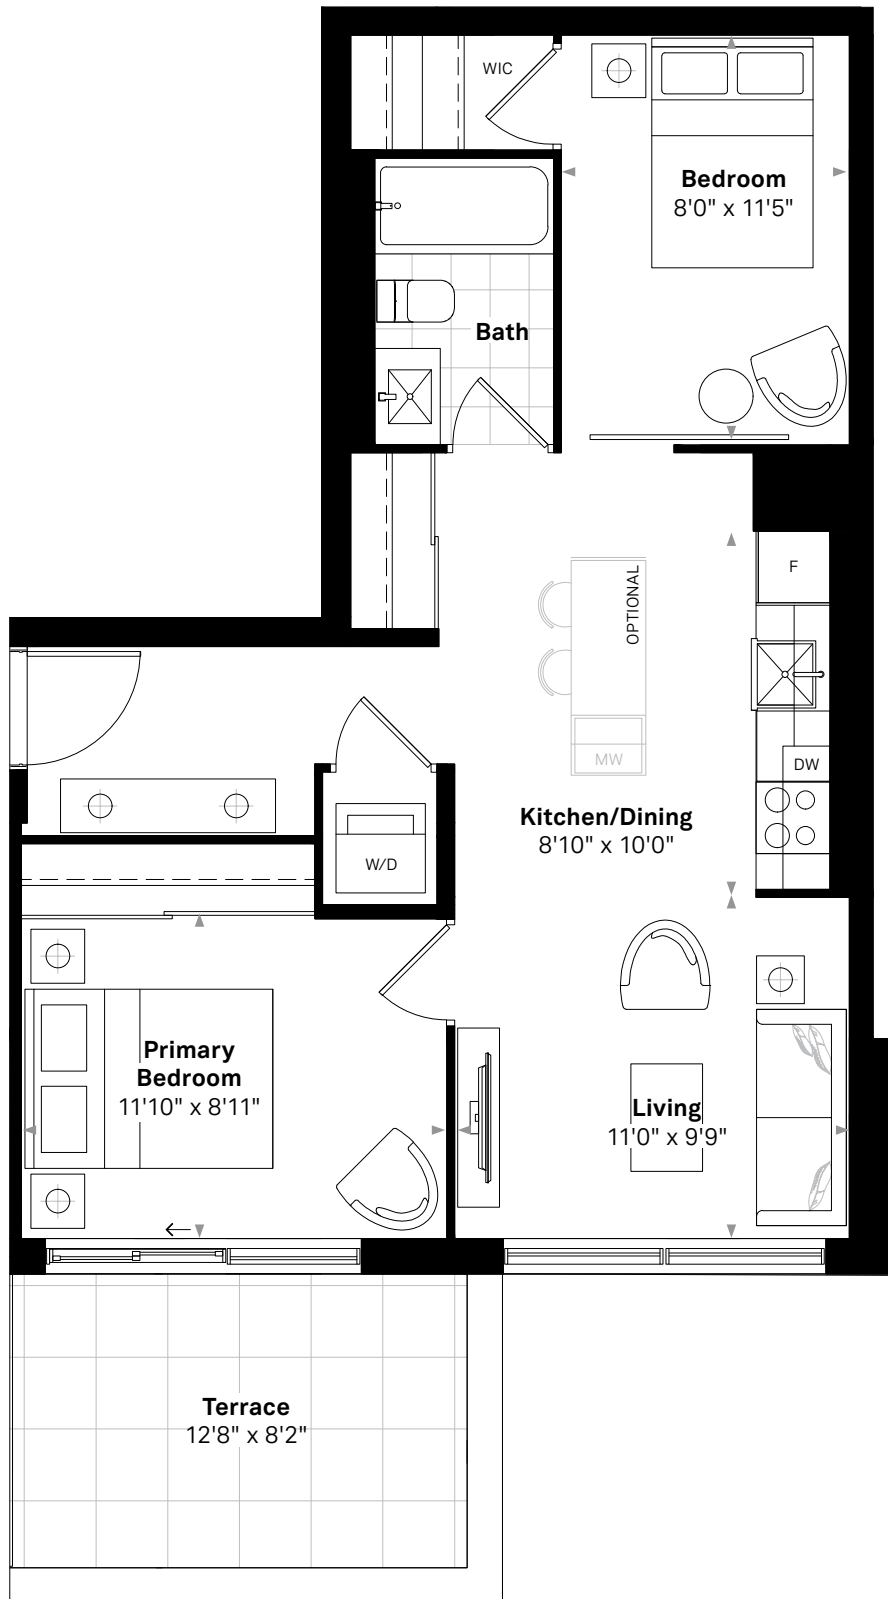 WIC
Bedroom
8'0" x 11'5"
Bath
F
OPTIONAL
MW
DW
Kitchen/Dining
8'10" x 10'0"
W/D
Primary
Bedroom
11'10" x 8'11"
Living
11'0" x 9'9"
Terrace
12'8" x 8'2"